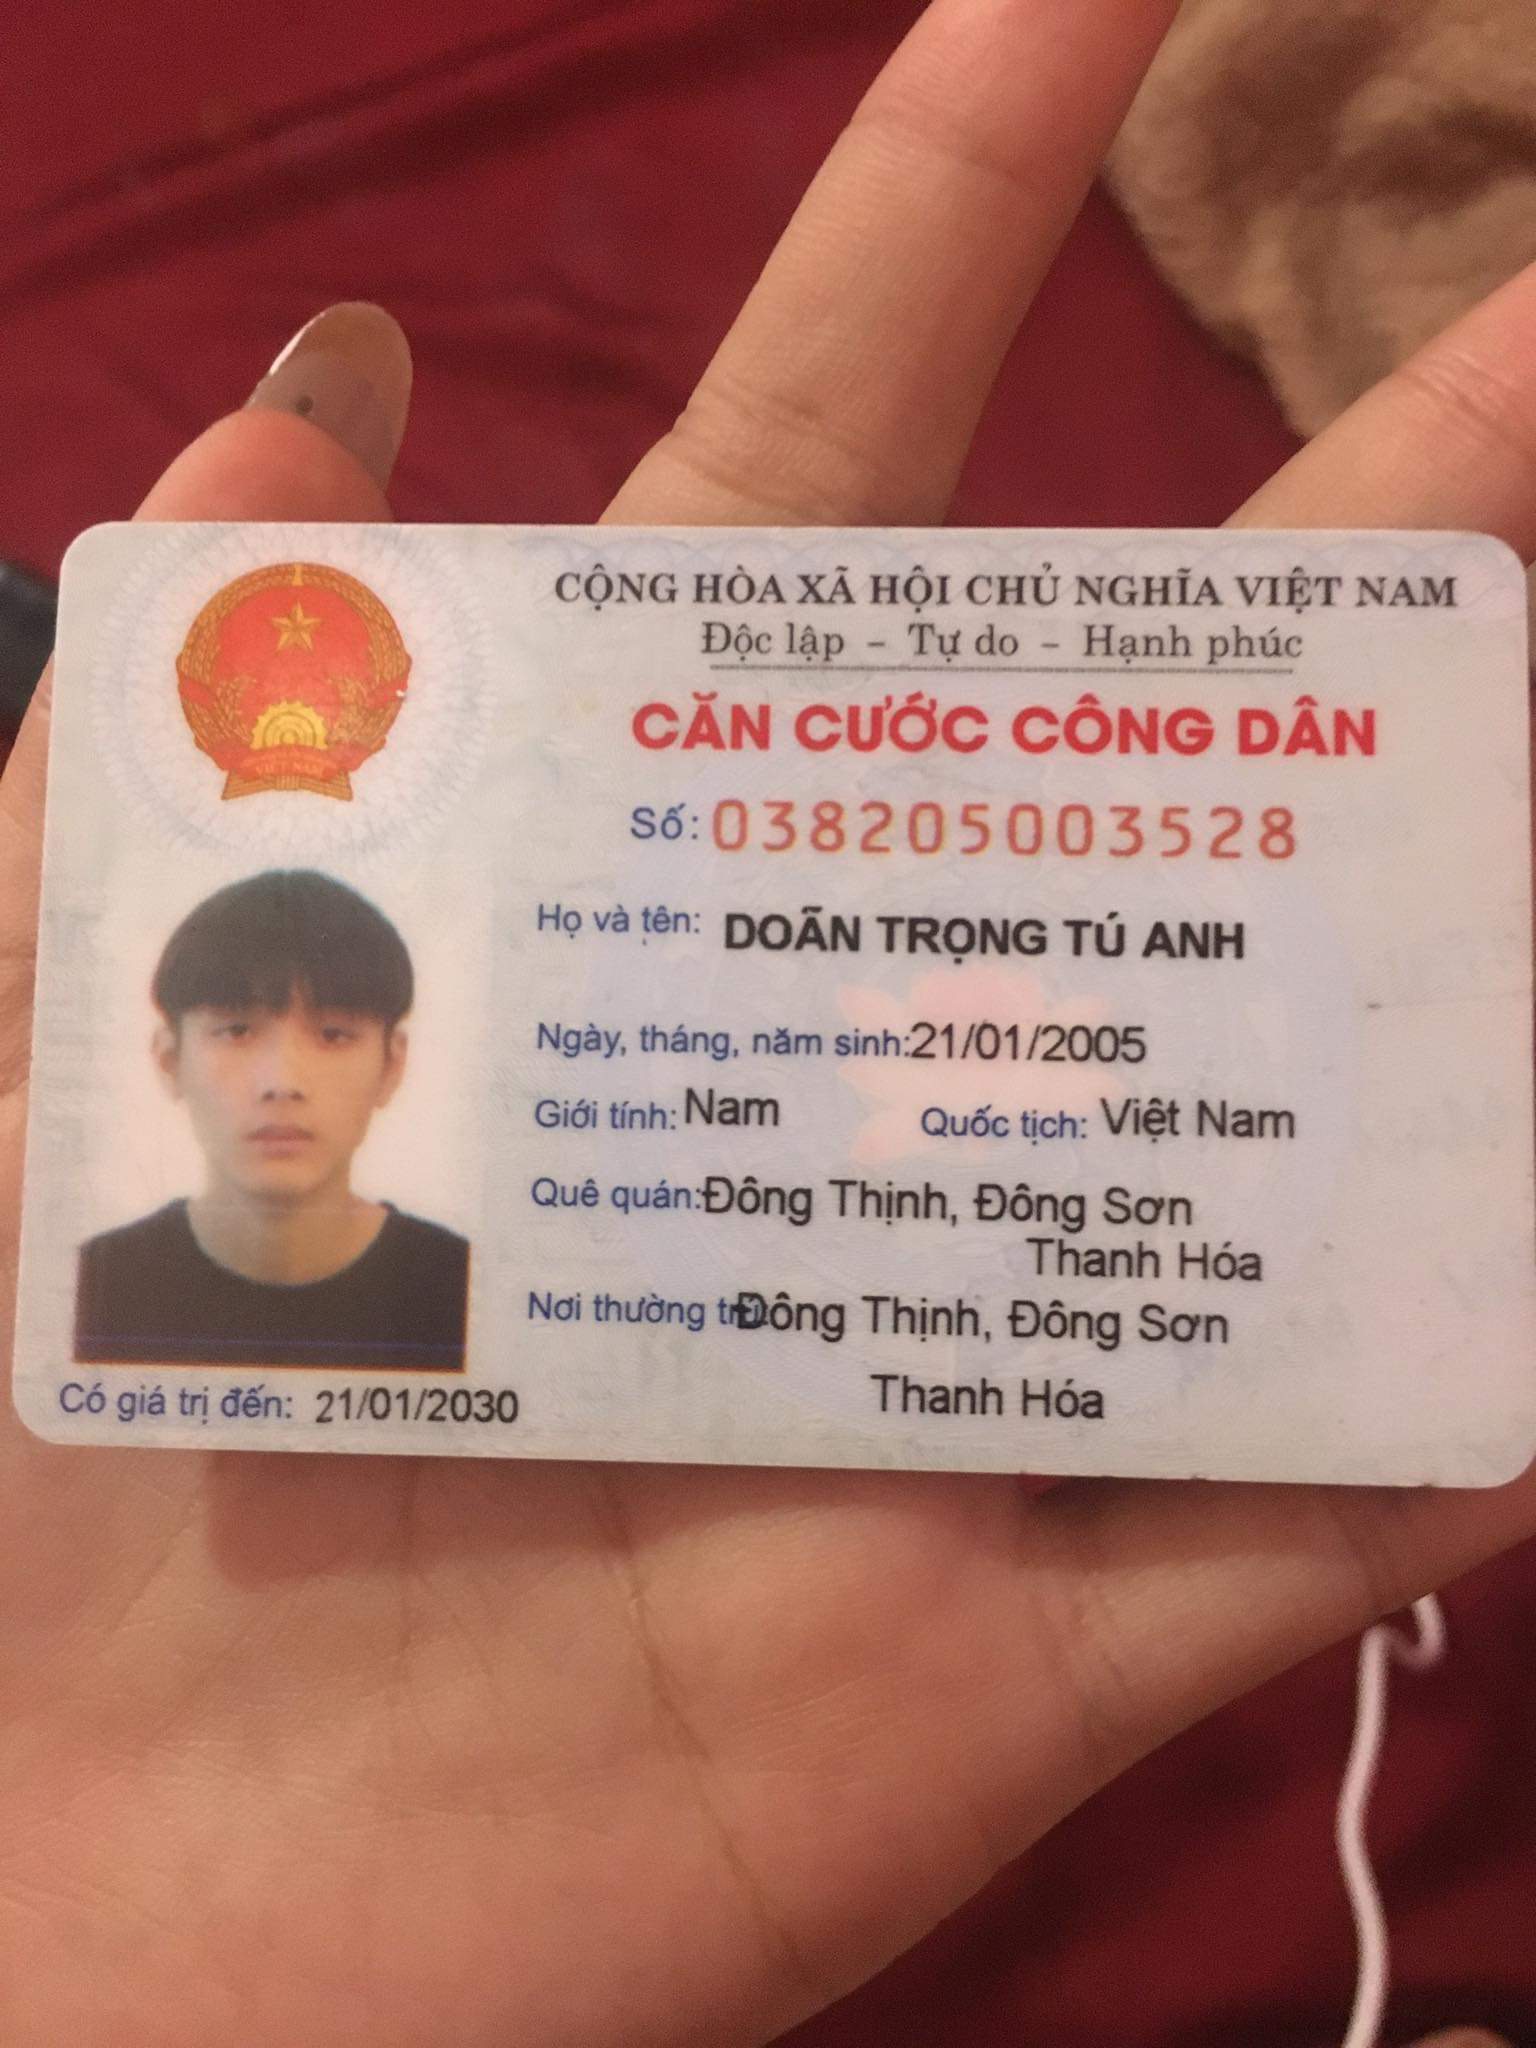 CỘNG HÒA XÃ HỘI CHỦ NGHĨA VIỆT NAM
Độc lập - Tự do - Hạnh phúc
CĂN CƯỚC CÔNG DÂN
Số: 038205003528
Họ và tên: DOÃN TRỌNG TÚ ANH
Ngày, tháng, năm sinh: 21/01/2005
Giới tính: Nam Quốc tịch: Việt Nam
Quê quán: Đông Thịnh, Đông Sơn
Thanh Hóa
Nơi thường trú: Đông Thịnh, Đông Sơn
Thanh Hóa
Có giá trị đến: 21/01/2030
VIỆT NAM